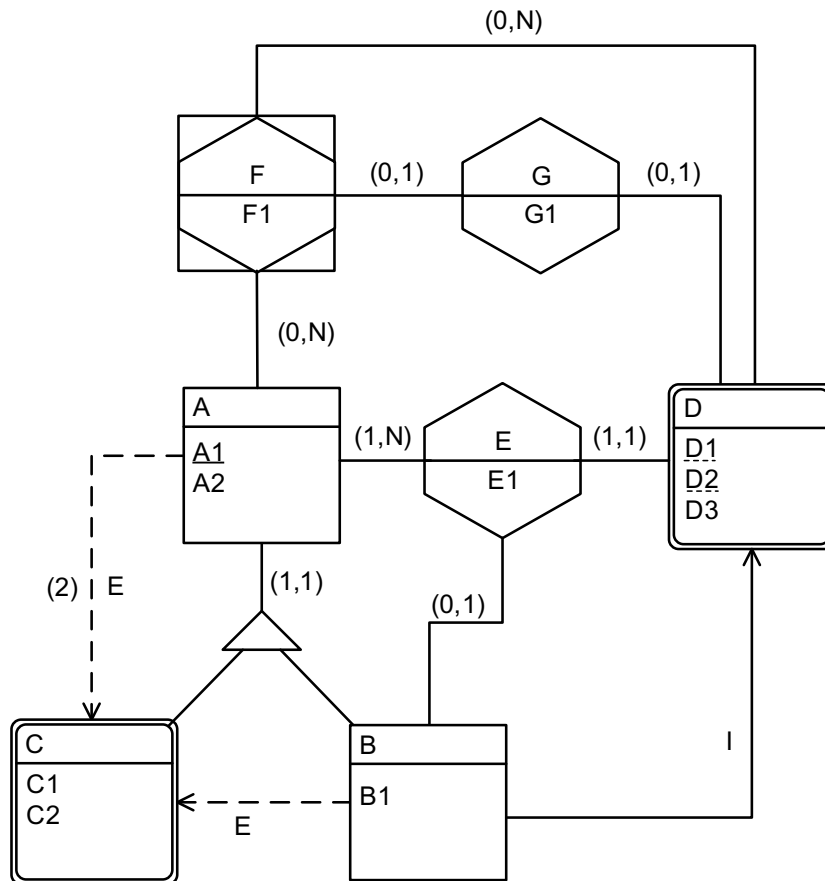 (0,N)
F
F1
(0,1)
G
G1
(0,1)
(0,N)
A
A1
A2
(1,N)
E
E1
(1,1)
D
D1
D2
D3
(2)
E
(1,1)
(0,1)
I
C
C1
C2
E
B
B1